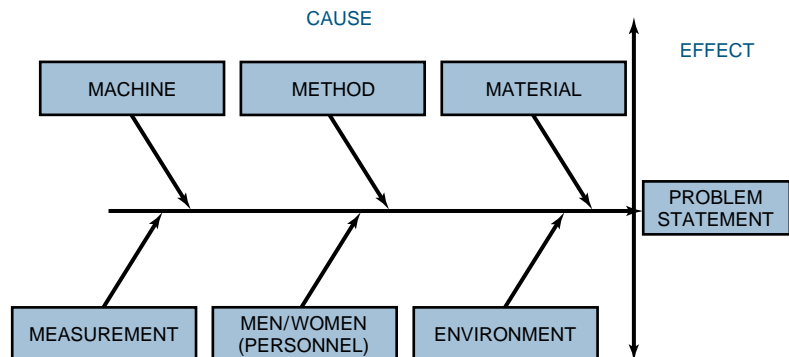 CAUSE
EFFECT
MACHINE
METHOD
MATERIAL
PROBLEM
STATEMENT
MEASUREMENT
MEN/WOMEN
(PERSONNEL)
ENVIRONMENT